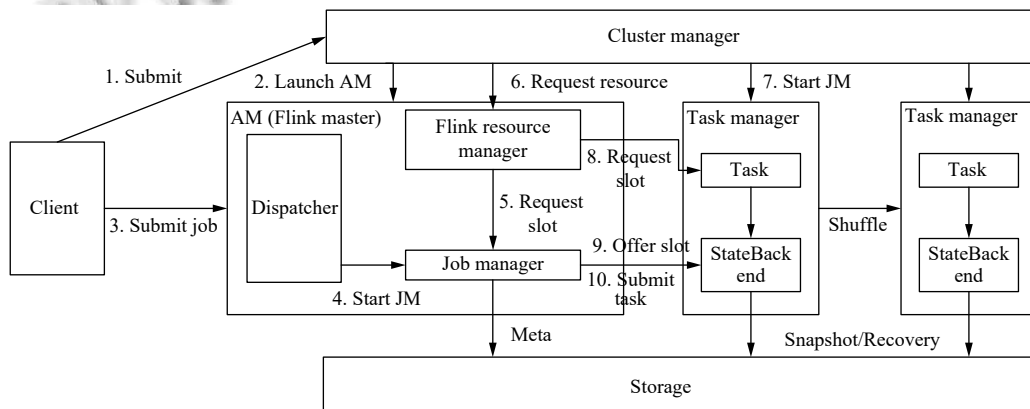 Cluster manager
1. Submit
2. Launch AM
6. Request resource
7. Start JM
AM (Flink master)
Flink resource
manager
Task manager
Task manager
8. Request
slot
Task
Task
Client
3. Submit job
Dispatcher
5. Request
slot
Shuffle
9. Offer slot
Job manager
StateBack
end
StateBack
end
10. Submit
task
4. Start JM
Meta
Snapshot/Recovery
Storage